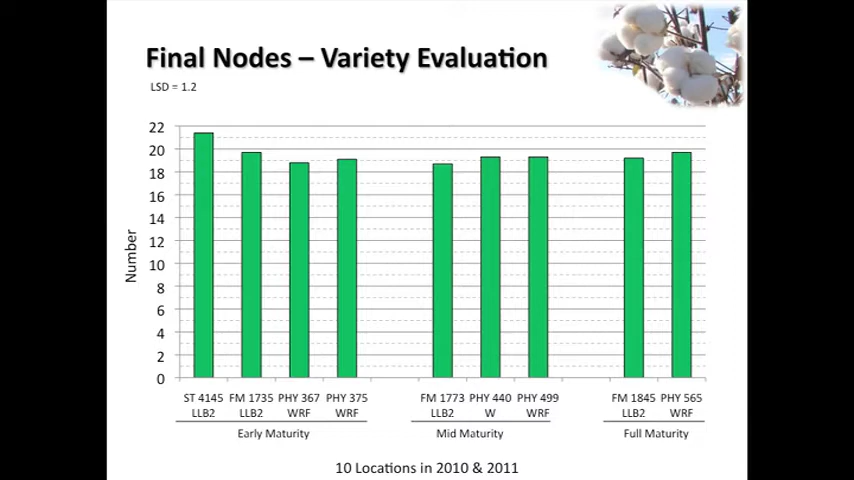 Final Nodes – Variety Evaluation
LSD = 1.2
22
20
18
16
14
12
10
8
6
4
2
0
Number
ST 4145 FM 1735 PHY 367 PHY 375 FM 1773 PHY 440 PHY 499 FM 1845 PHY 565
LLB2 LLB2 WRF WRF LLB2 W WRF LLB2 WRF
Early Maturity Mid Maturity Full Maturity
10 Locations in 2010 & 2011